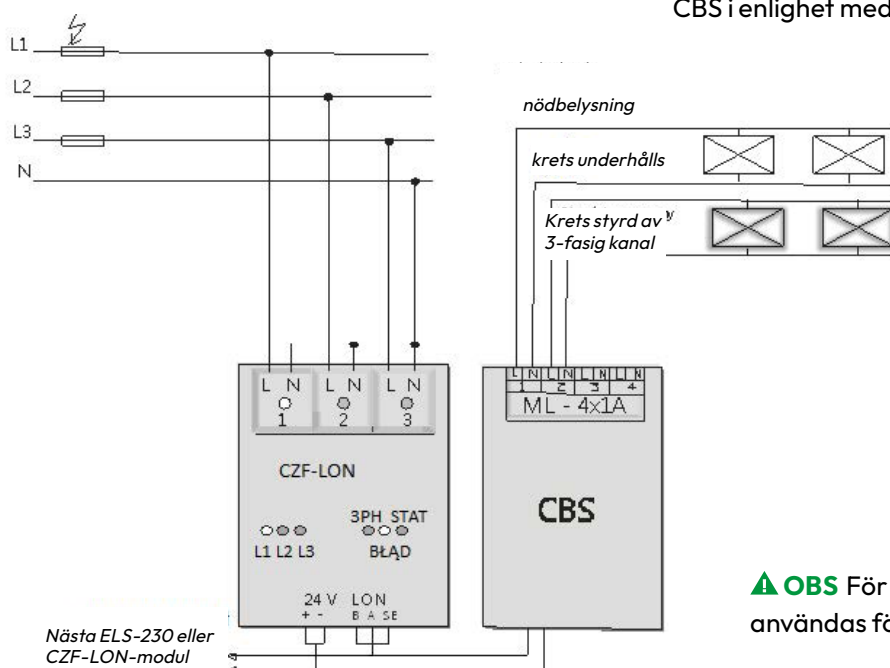 CBS i enlighet med
L1
L2
L3
N
nödbelysning
krets underhålls
Krets styrd av
3-fasig kanal
L N L N L N
1 2 3
CZF-LON
3PH STAT
L1 L2 L3 BŁĄD
24 V LON
+ - B A SE
L N L N L N L N
1 2 3 4
ML - 4x1A
CBS
OBS För
användas fö
Nästa ELS-230 eller
CZF-LON-modul